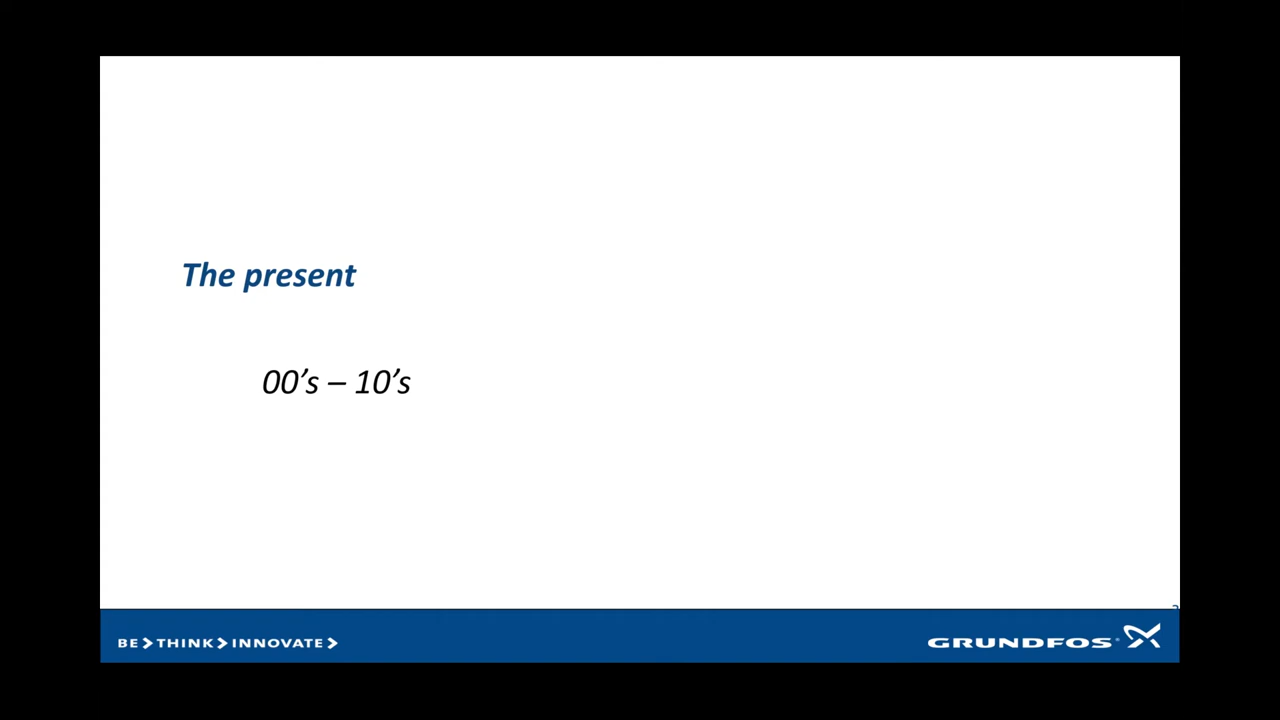 The present
00’s – 10’s
BE>THINK>INNOVATE>
GRUNDFOS